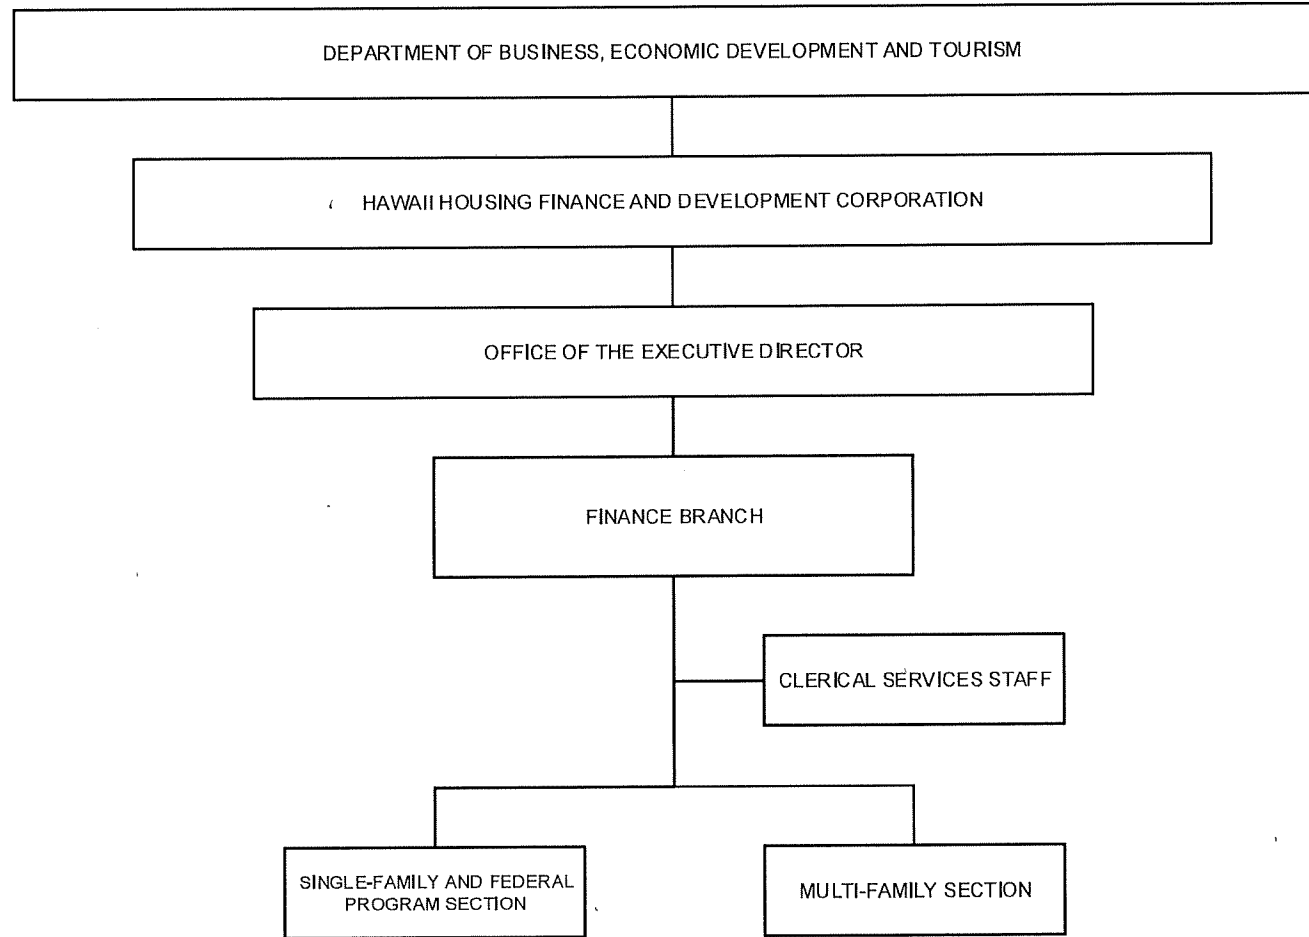 DEPARTMENT OF BUSINESS, ECONOMIC DEVELOPMENT AND TOURISM
HAWAII HOUSING FINANCE AND DEVELOPMENT CORPORATION
OFFICE OF THE EXECUTIVE DIRECTOR
FINANCE BRANCH
CLERICAL SERVICES STAFF
SINGLE-FAMILY AND FEDERAL
PROGRAM SECTION
MULTI-FAMILY SECTION